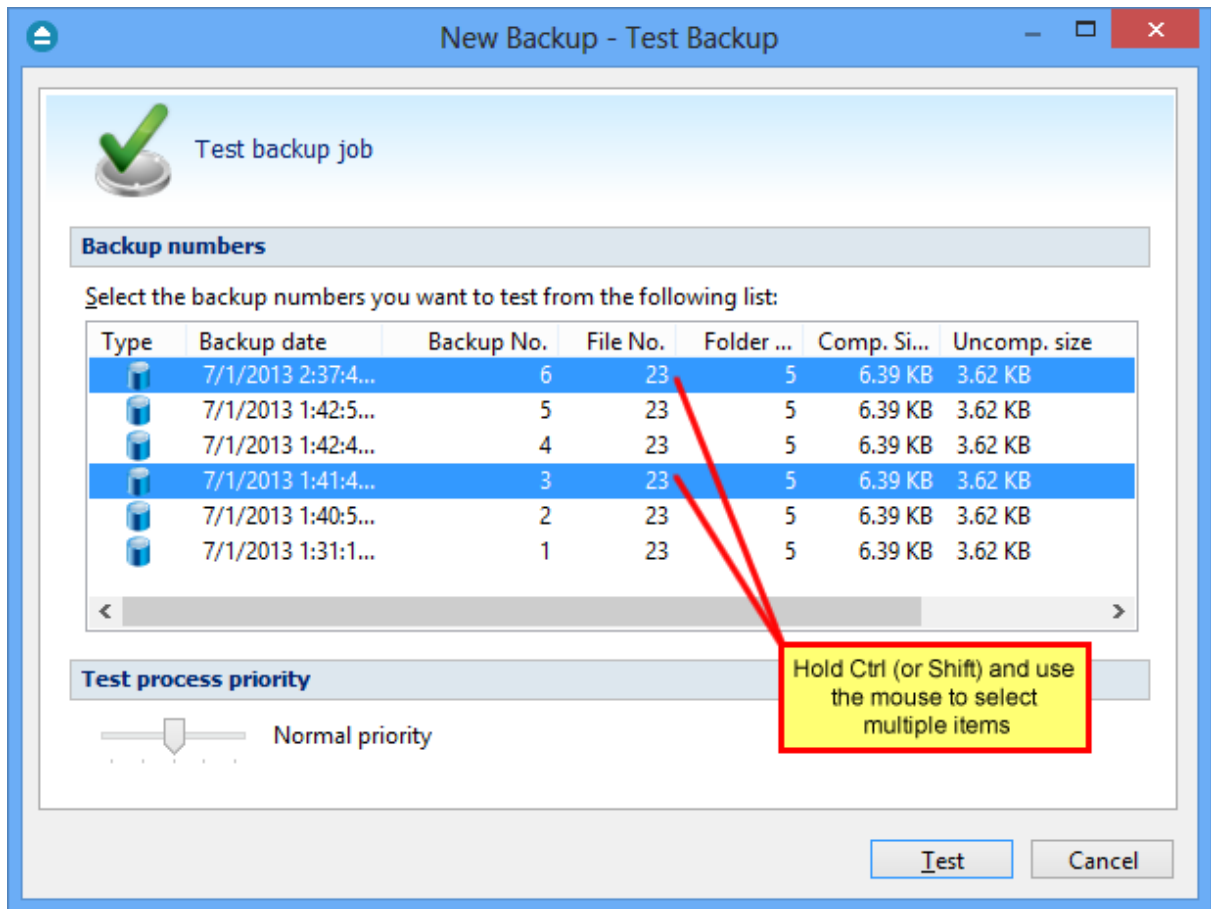 New Backup - Test Backup
Test backup job
Backup numbers
Select the backup numbers you want to test from the following list:
Type Backup date Backup No. File No. Folder ... Comp. Si... Uncomp. size
7/1/2013 2:37:4... 6 23 5 6.39 KB 3.62 KB
7/1/2013 1:42:5... 5 23 5 6.39 KB 3.62 KB
7/1/2013 1:42:4... 4 23 5 6.39 KB 3.62 KB
7/1/2013 1:41:4... 3 23 5 6.39 KB 3.62 KB
7/1/2013 1:40:5... 2 23 5 6.39 KB 3.62 KB
7/1/2013 1:31:1... 1 23 5 6.39 KB 3.62 KB
Hold Ctrl (or Shift) and use
the mouse to select
multiple items
Test process priority
Normal priority
Test Cancel